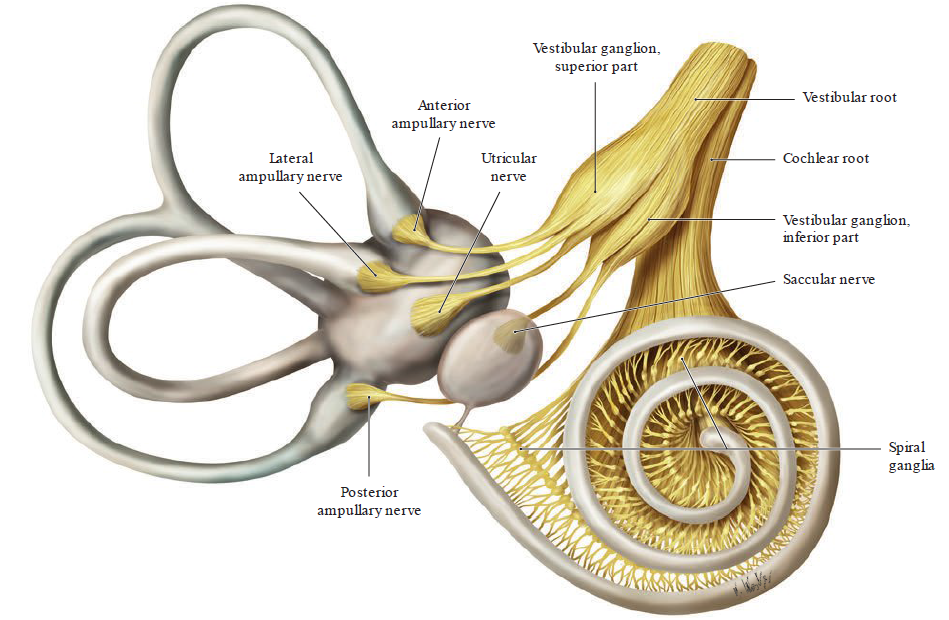 Vestibular ganglion,
superior part
Vestibular root
Anterior
ampullary nerve
Lateral
ampullary nerve
Utricular
nerve
Cochlear root
Vestibular ganglion,
inferior part
Saccular nerve
Spiral
ganglia
Posterior
ampullary nerve